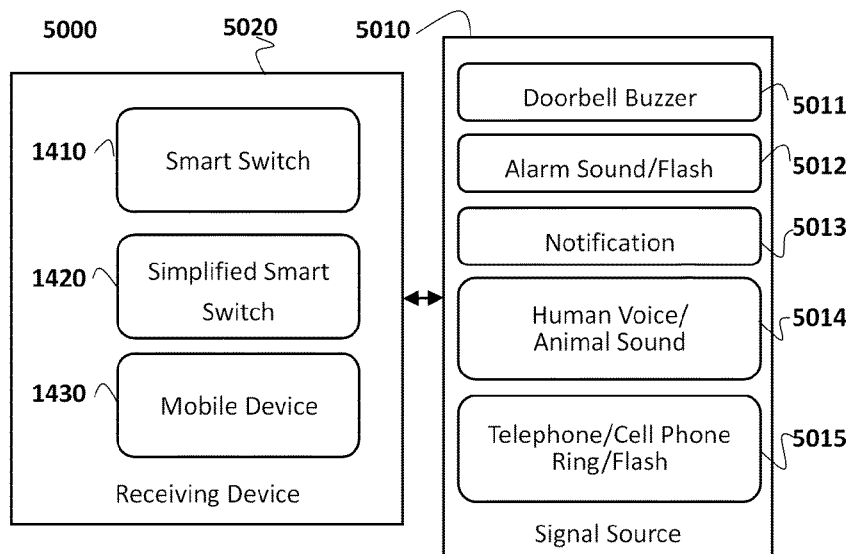 5000
5020
5010
1410
Smart Switch
1420
Simplified Smart
Switch
1430
Mobile Device
Receiving Device
Doorbell Buzzer
5011
Alarm Sound/Flash
5012
Notification
5013
Human Voice/
Animal Sound
5014
Telephone/Cell Phone
Ring/Flash
5015
Signal Source